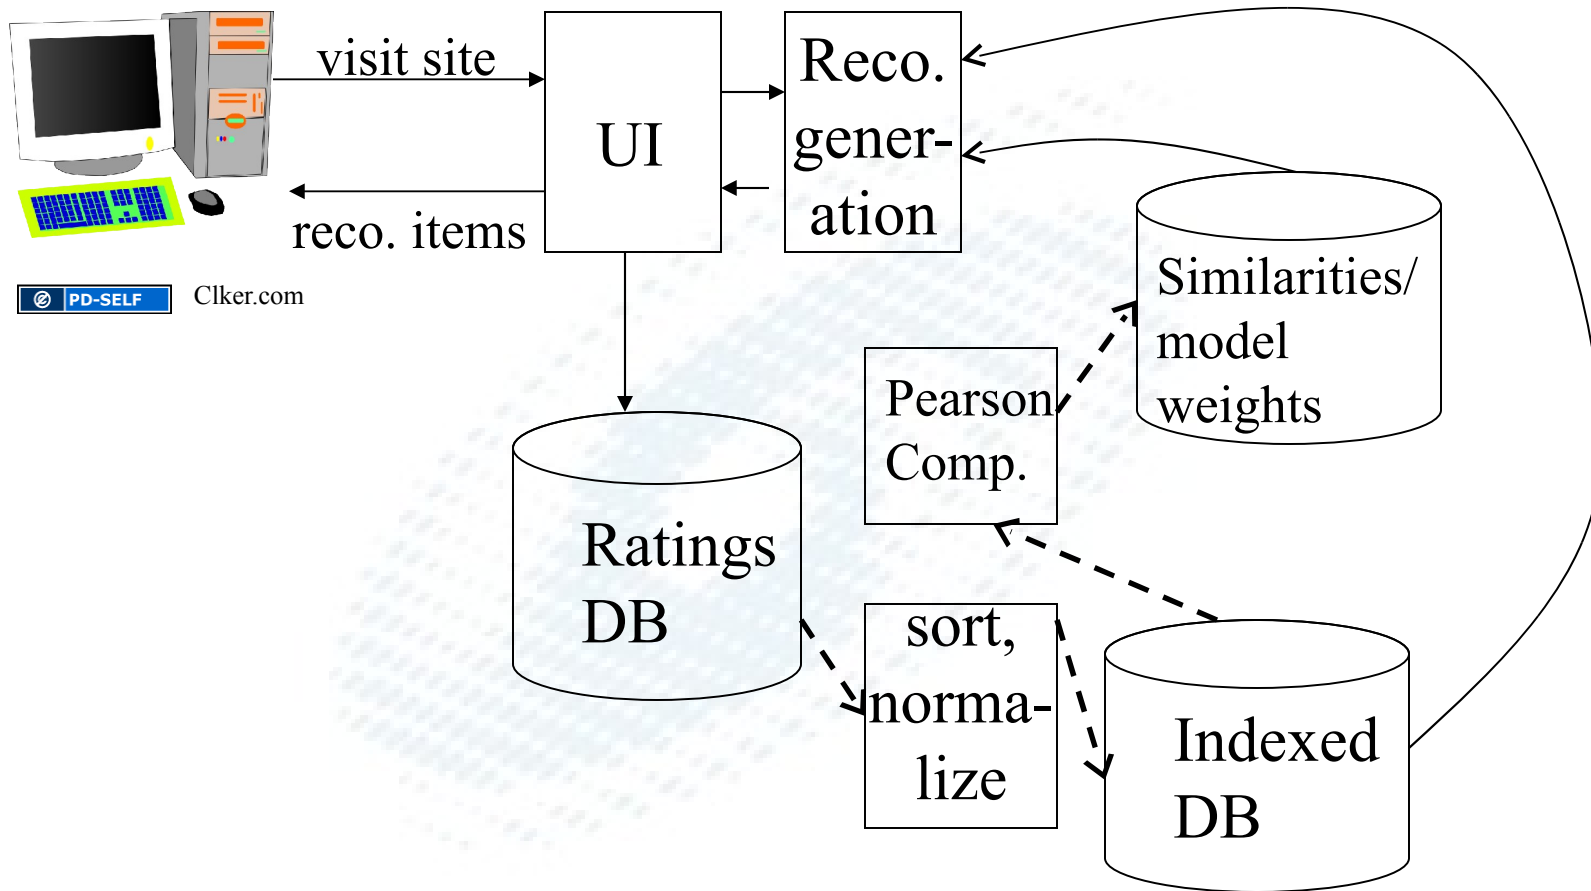 visit site
reco. items
PD-SELF
Clker.com
UI
Reco.
gener-
ation
Similarities/
model
weights
Pearson
Comp.
Ratings
DB
sort,
norma-
lize
Indexed
DB